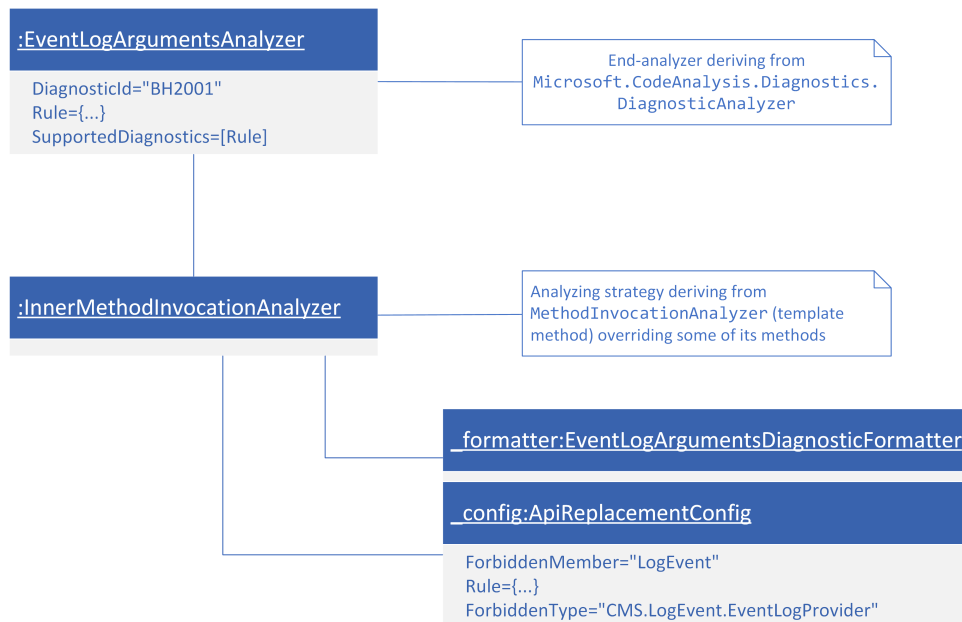 :EventLogArgumentsAnalyzer
DiagnosticId="BH2001"
Rule={...}
SupportedDiagnostics=[Rule]
End-analyzer deriving from
Microsoft.CodeAnalysis.Diagnostics.
DiagnosticAnalyzer
:InnerMethodInvocationAnalyzer
Analyzing strategy deriving from
MethodInvocationAnalyzer (template
method) overriding some of its methods
_formatter:EventLogArgumentsDiagnosticFormatter
_config:ApiReplacementConfig
ForbiddenMember="LogEvent"
Rule={...}
ForbiddenType="CMS.LogEvent.EventLogProvider"